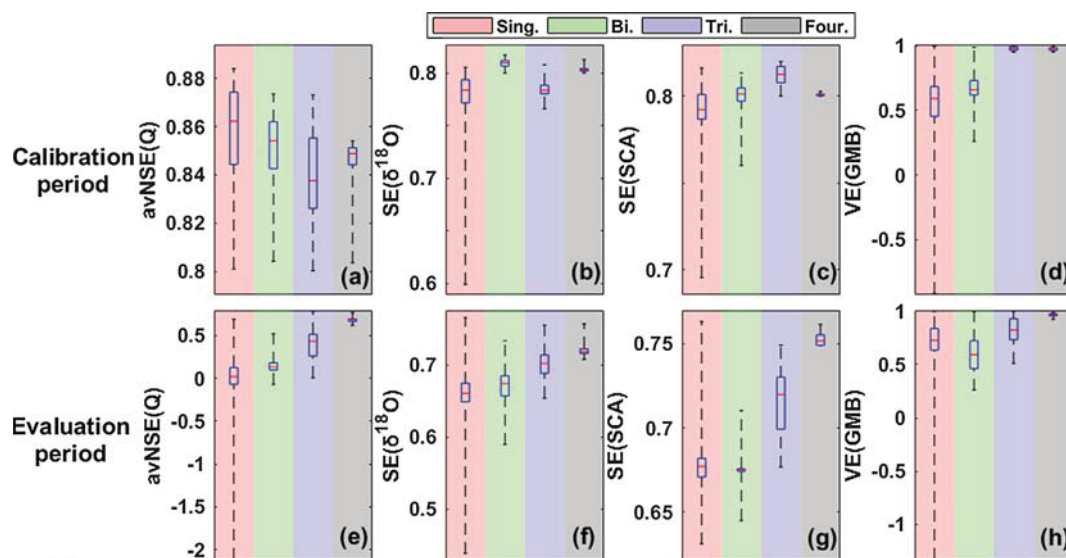 Sing. Bi. Tri. Four.
Calibration
period
avNSE(Q)
0.88
0.86
0.84
0.82
0.8
(a)
SE(δ¹⁸O)
0.8
0.7
0.6
(b)
SE(SCA)
0.8
0.7
(c)
VE(GMB)
1
0.5
0
-0.5
(d)
Evaluation
period
avNSE(Q)
0.5
0
-0.5
-1
-1.5
-2
(e)
SE(δ¹⁸O)
0.7
0.6
0.5
(f)
SE(SCA)
0.75
0.7
0.65
(g)
VE(GMB)
1
0.5
0
-0.5
-1
(h)